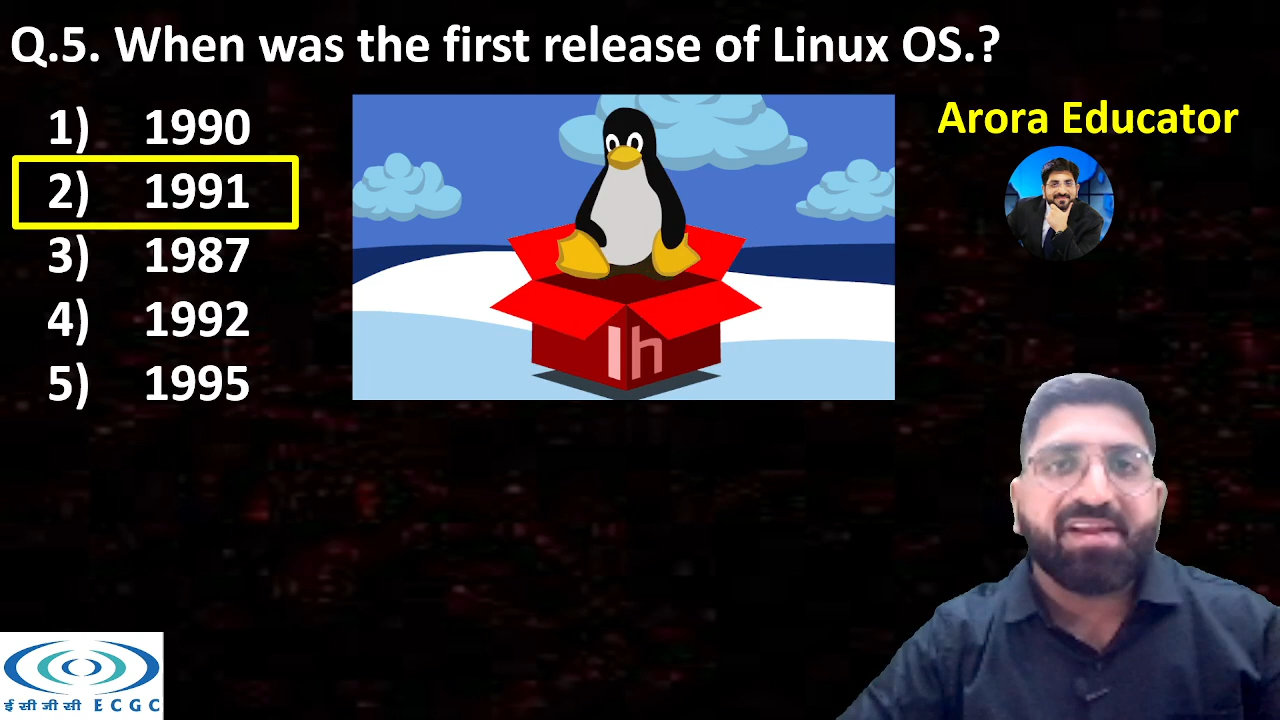 Q.5. When was the first release of Linux OS.?
1) 1990
2) 1991
3) 1987
4) 1992
5) 1995
Arora Educator
lh
ई सी जी सी E C G C